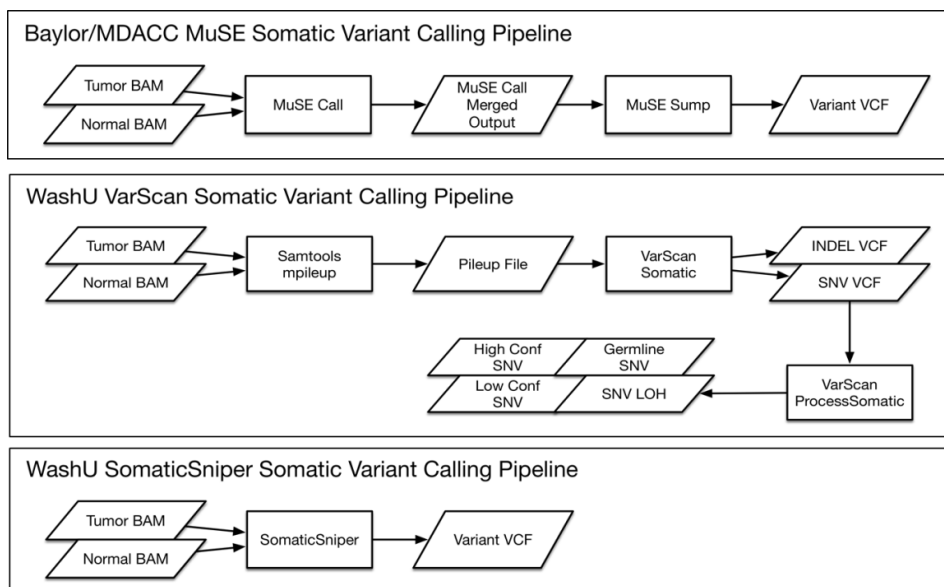 Baylor/MDACC MuSE Somatic Variant Calling Pipeline
Tumor BAM
Normal BAM
MuSE Call
MuSE Call
Merged
Output
MuSE Sump
Variant VCF
WashU VarScan Somatic Variant Calling Pipeline
Tumor BAM
Normal BAM
Samtools
mpileup
Pileup File
VarScan
Somatic
INDEL VCF
SNV VCF
High Conf
SNV
Germline
SNV
Low Conf
SNV
SNV LOH
VarScan
ProcessSomatic
WashU SomaticSniper Somatic Variant Calling Pipeline
Tumor BAM
Normal BAM
SomaticSniper
Variant VCF